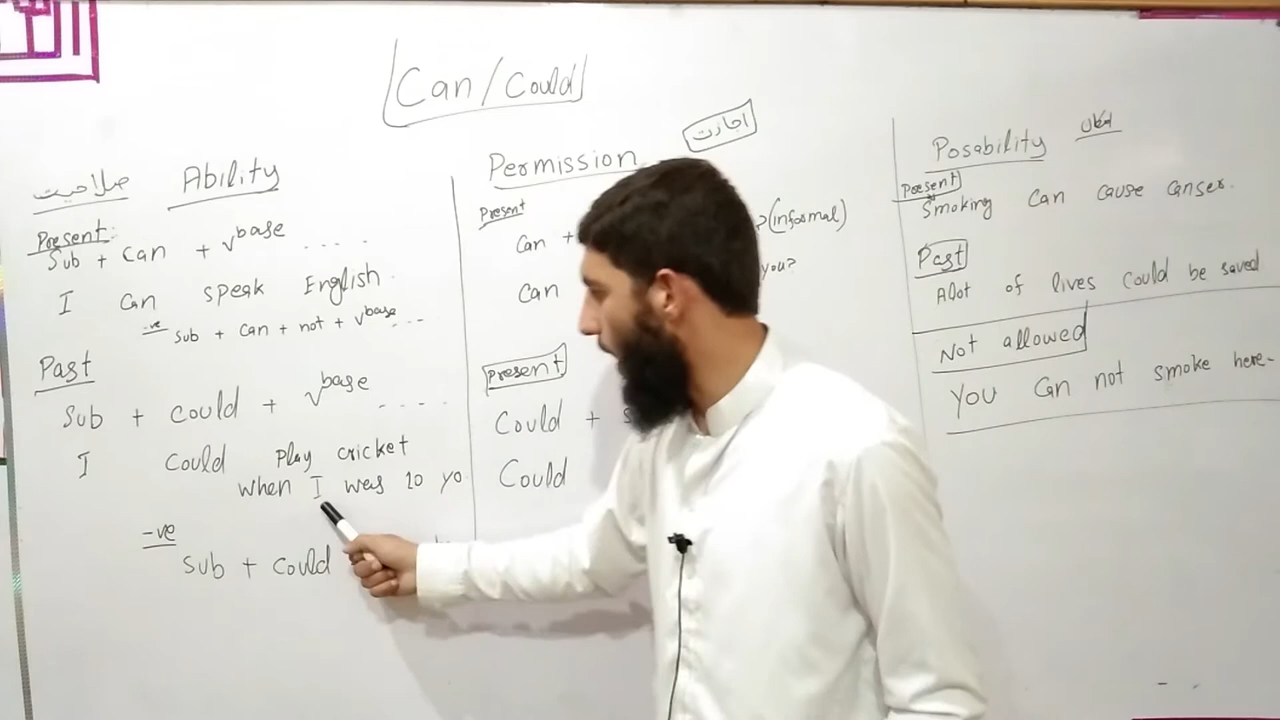 Can/Could
صلاحیت Ability
Present:
Sub + can + v base ....
I can speak English.
-ve sub + can + not + v base ...
Past
Sub + could + v base ....
I could play cricket
when I was 20 yo
-ve
sub + could
Permission اجازت
Present
Can + ?(informal)
Can you?
Present
Could + s
Could
Posability
Present
Smoking can cause canser.
Past
Alot of lives could be saved
Not allowed
You can not smoke here-